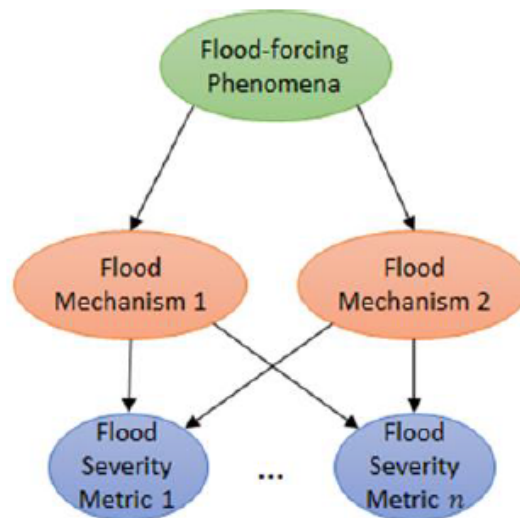 Flood-forcing
Phenomena
Flood
Mechanism 1
Flood
Mechanism 2
Flood
Severity
Metric 1
...
Flood
Severity
Metric n